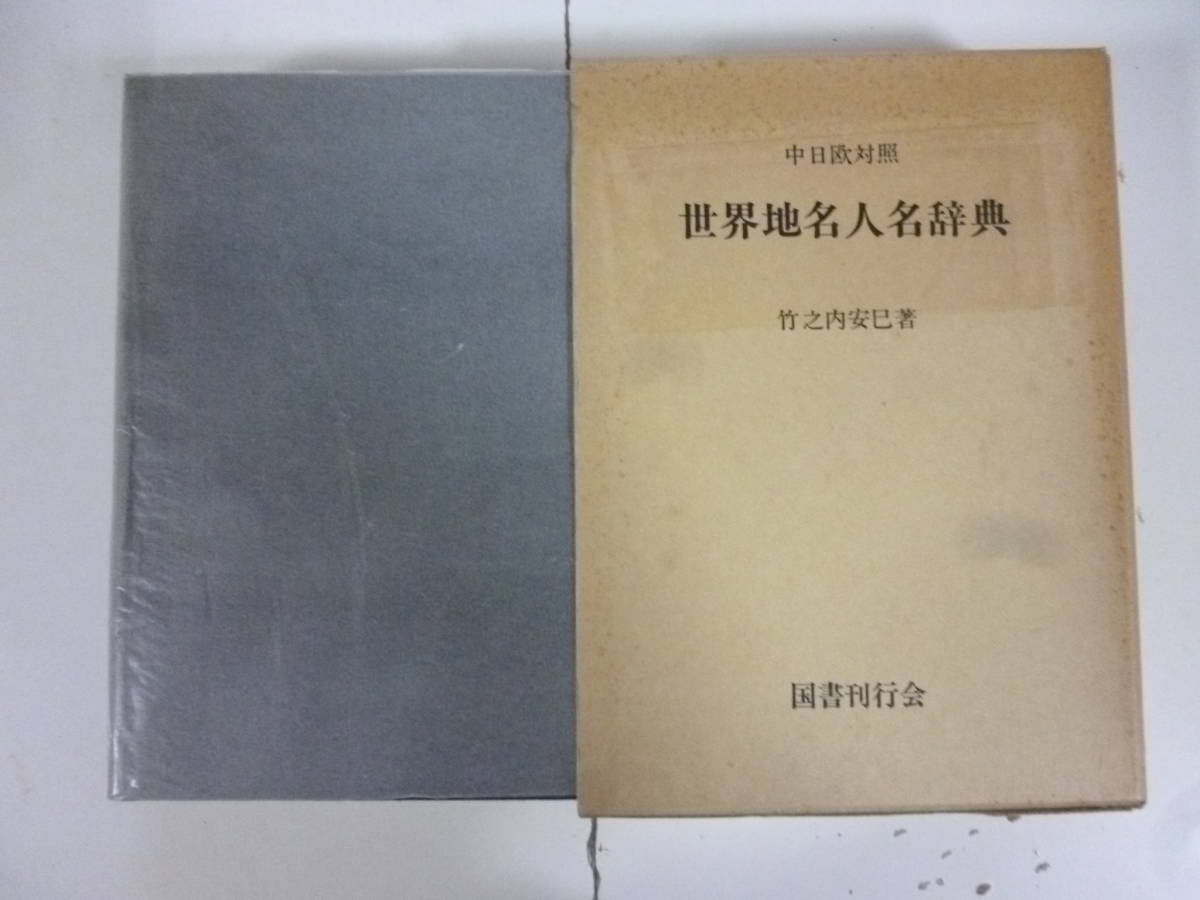 中日欧対照
世界地名人名辞典
竹之内安巳著
国書刊行会